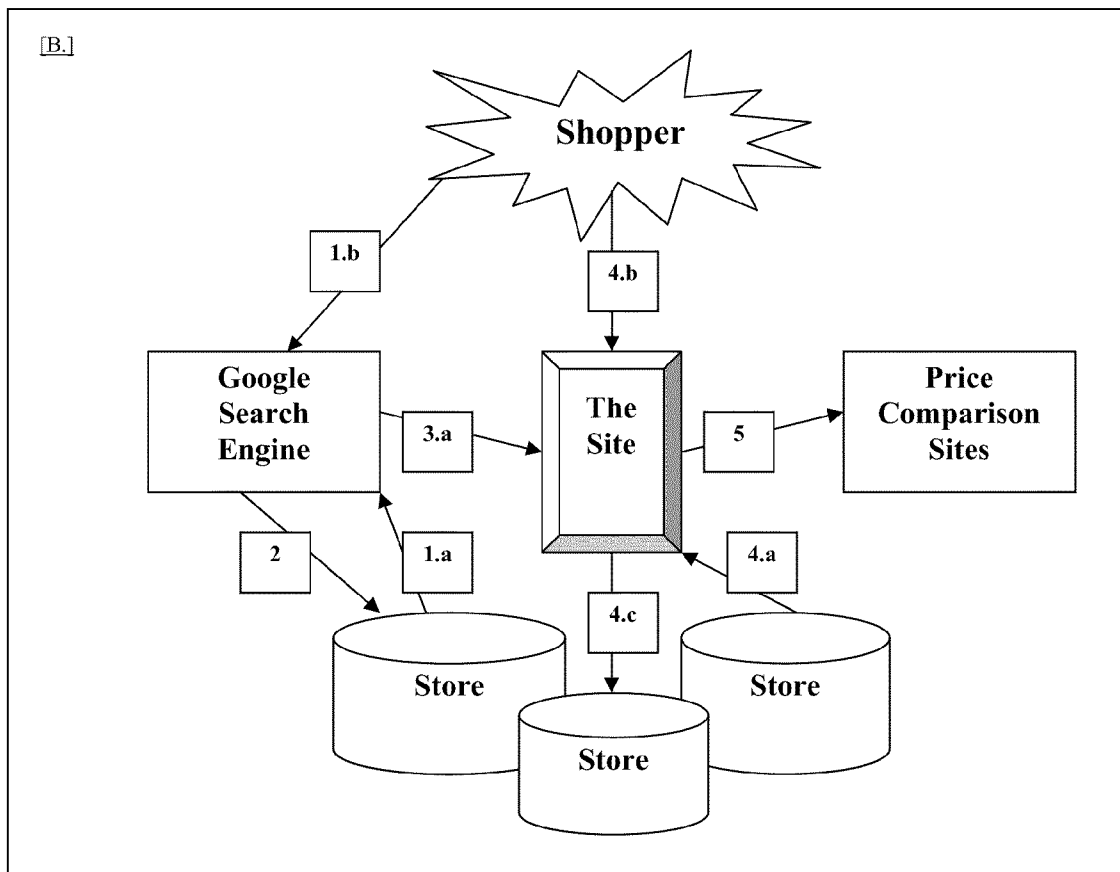 [B.]
Shopper
1.b
4.b
Google
Search
Engine
The
Site
Price
Comparison
Sites
3.a
5
2
1.a
4.a
4.c
Store
Store
Store